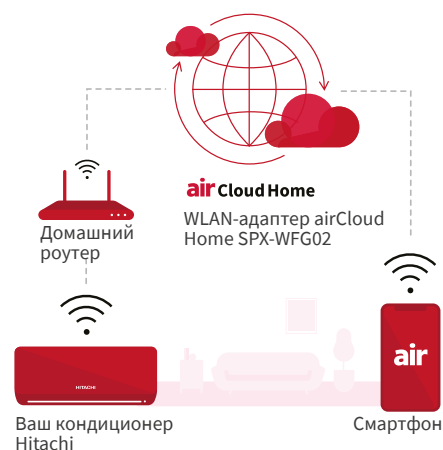 air Cloud Home
WLAN-адаптер airCloud
Home SPX-WFG02
Домашний
роутер
HITACHI
air
Ваш кондиционер
Hitachi
Смартфон